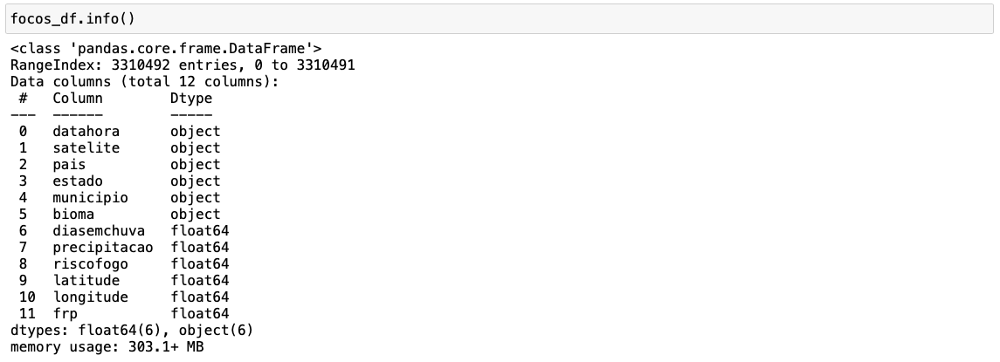 focos_df.info()
<class 'pandas.core.frame.DataFrame'>
RangeIndex: 3310492 entries, 0 to 3310491
Data columns (total 12 columns):
 #   Column        Dtype
---  ------        -----
 0   datahora      object
 1   satelite      object
 2   pais          object
 3   estado        object
 4   municipio     object
 5   bioma         object
 6   diasemchuva   float64
 7   precipitacao  float64
 8   riscofogo     float64
 9   latitude      float64
 10  longitude     float64
 11  frp           float64
dtypes: float64(6), object(6)
memory usage: 303.1+ MB